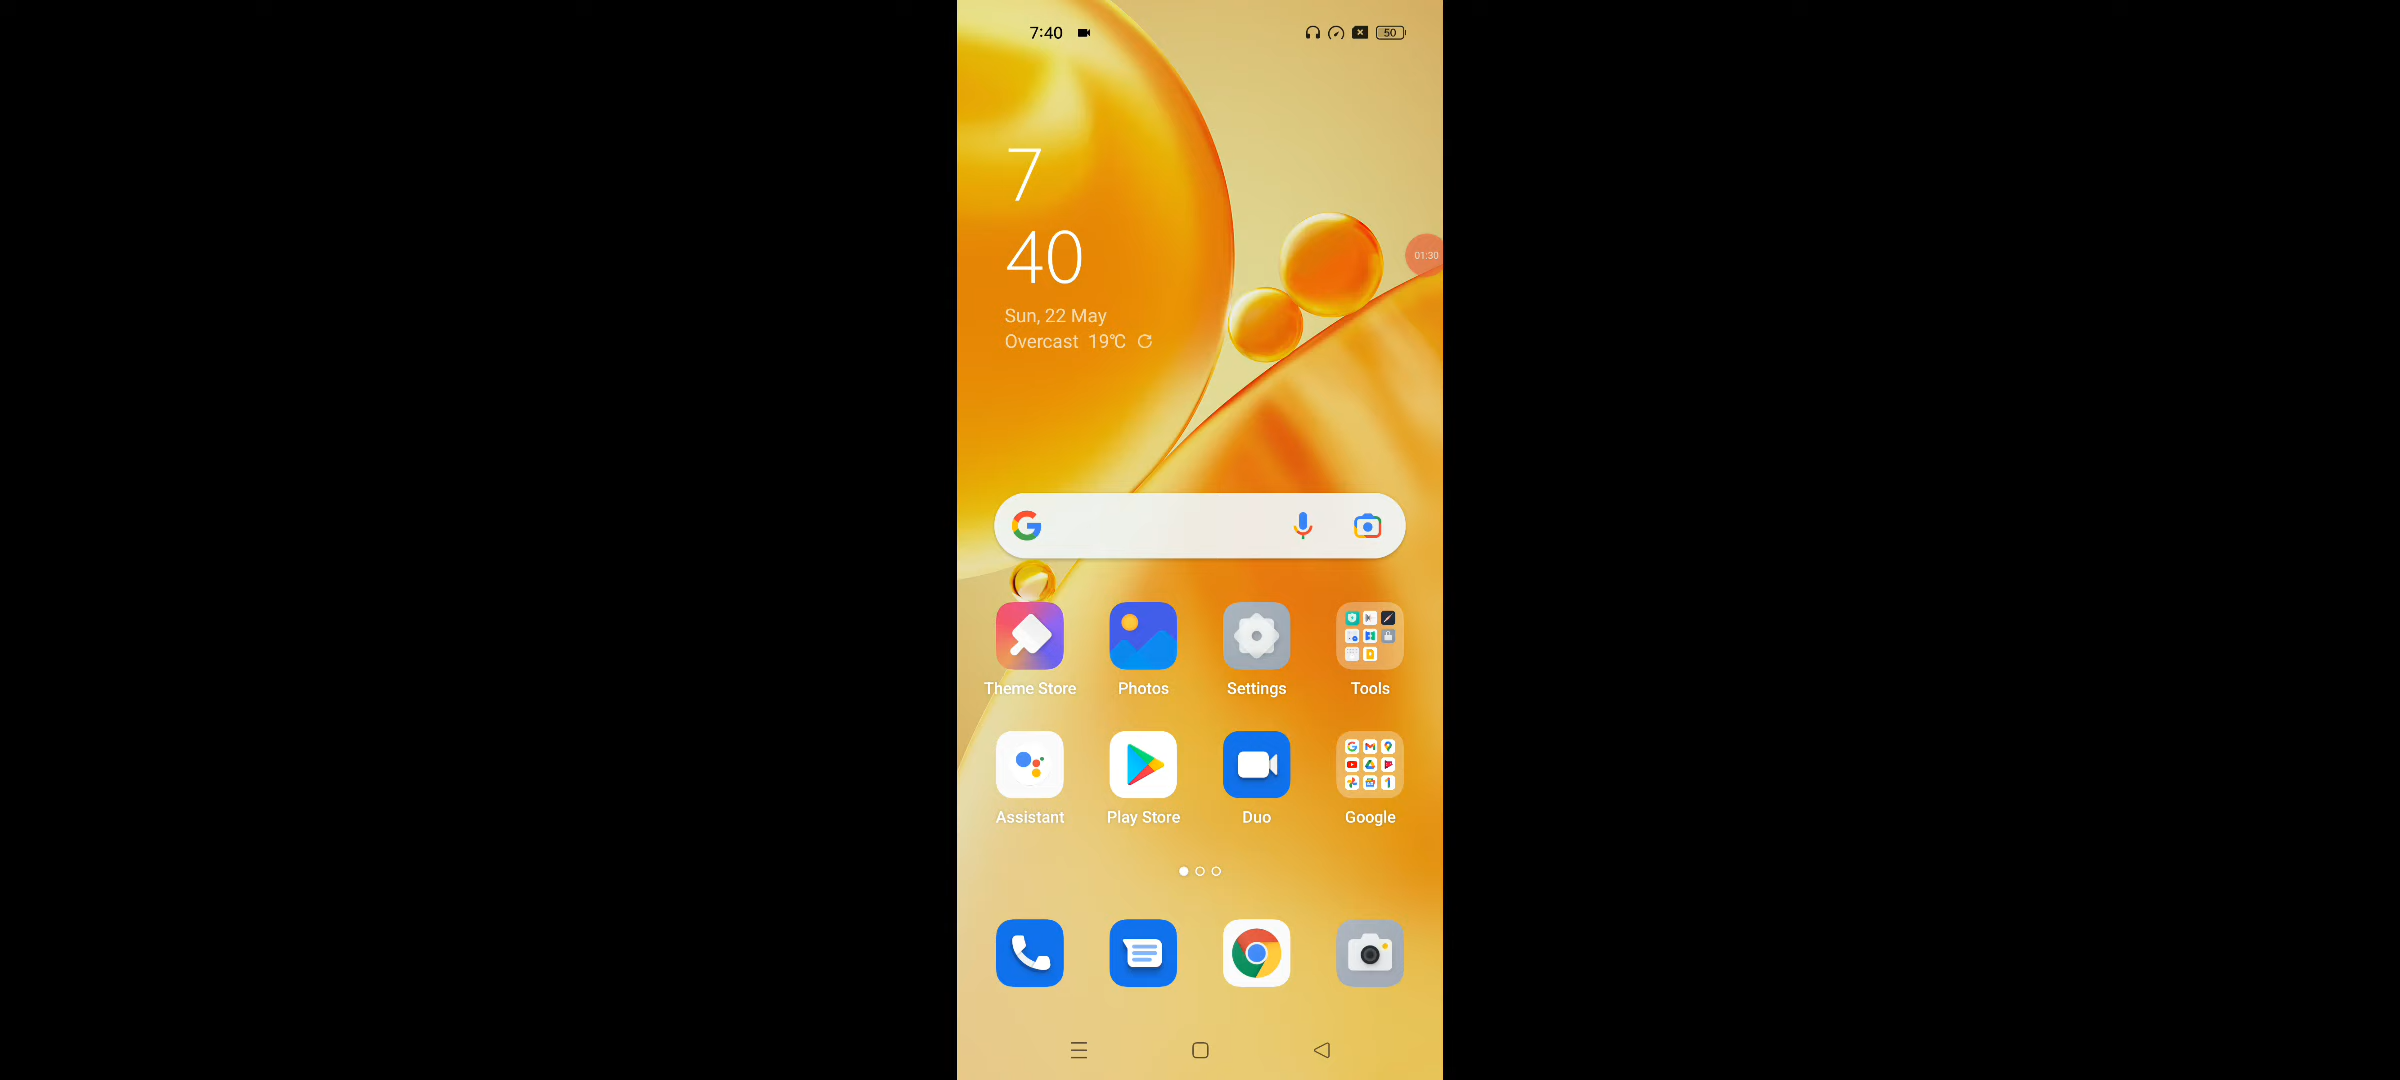 7:40
50
7
40
01:30
Sun, 22 May
Overcast 19℃
Theme Store
Photos
Settings
Tools
Assistant
Play Store
Duo
Google